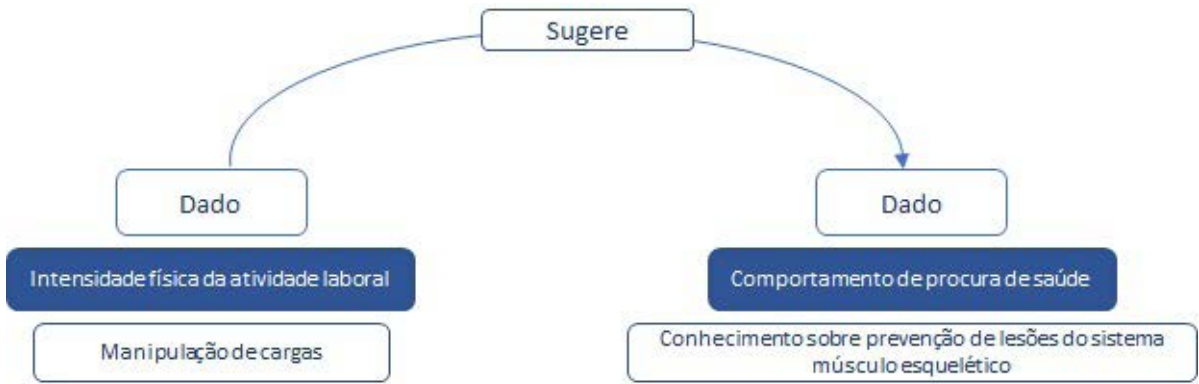 Sugere
Dado
Dado
Intensidade física da atividade laboral
Comportamento de procura de saúde
Manipulação de cargas
Conhecimento sobre prevenção de lesões do sistema
músculo esquelético